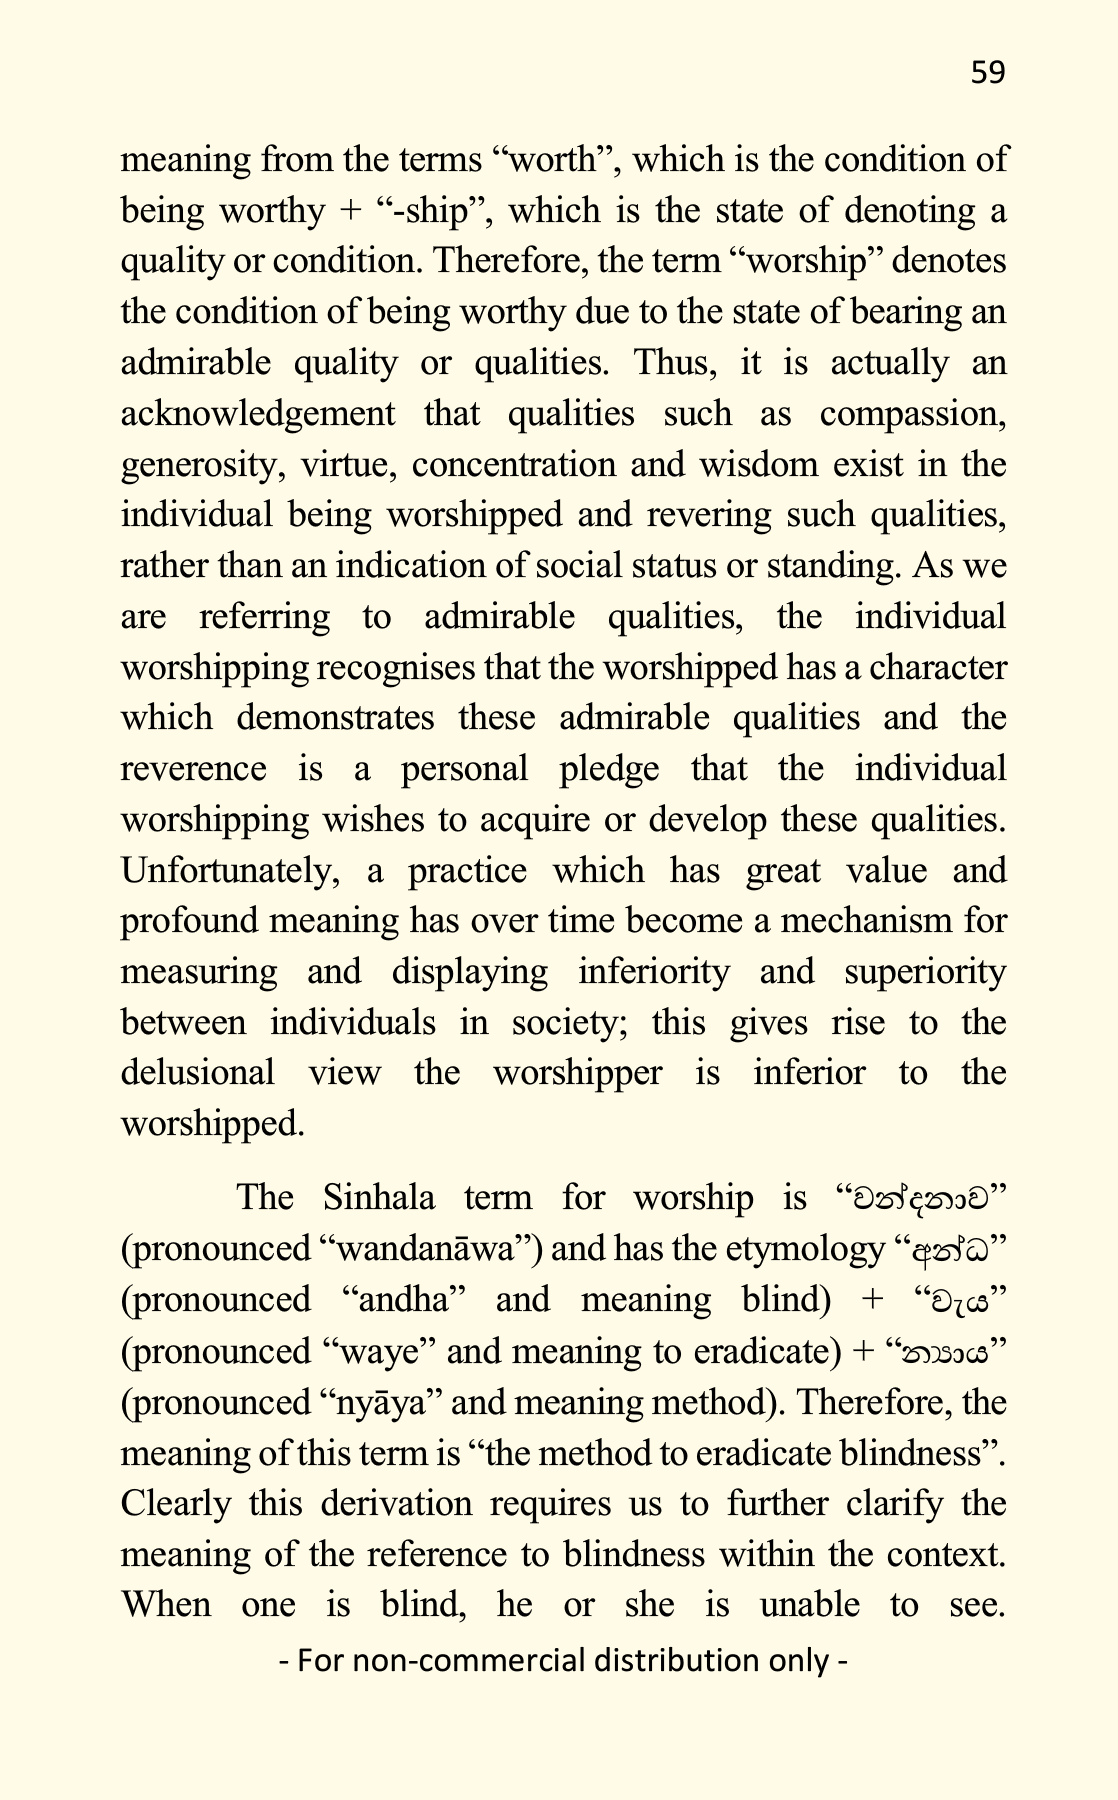 59
meaning from the terms “worth”, which is the condition of
being worthy + “-ship”, which is the state of denoting a
quality or condition. Therefore, the term “worship” denotes
the condition of being worthy due to the state of bearing an
admirable quality or qualities. Thus, it is actually an
acknowledgement that qualities such as compassion,
generosity, virtue, concentration and wisdom exist in the
individual being worshipped and revering such qualities,
rather than an indication of social status or standing. As we
are referring to admirable qualities, the individual
worshipping recognises that the worshipped has a character
which demonstrates these admirable qualities and the
reverence is a personal pledge that the individual
worshipping wishes to acquire or develop these qualities.
Unfortunately, a practice which has great value and
profound meaning has over time become a mechanism for
measuring and displaying inferiority and superiority
between individuals in society; this gives rise to the
delusional view the worshipper is inferior to the
worshipped.
The Sinhala term for worship is “වන්දනාව”
(pronounced “wandanāwa”) and has the etymology “අන්ධ”
(pronounced “andha” and meaning blind) + “වැය”
(pronounced “waye” and meaning to eradicate) + “න්‍යාය”
(pronounced “nyāya” and meaning method). Therefore, the
meaning of this term is “the method to eradicate blindness”.
Clearly this derivation requires us to further clarify the
meaning of the reference to blindness within the context.
When one is blind, he or she is unable to see.
- For non-commercial distribution only -